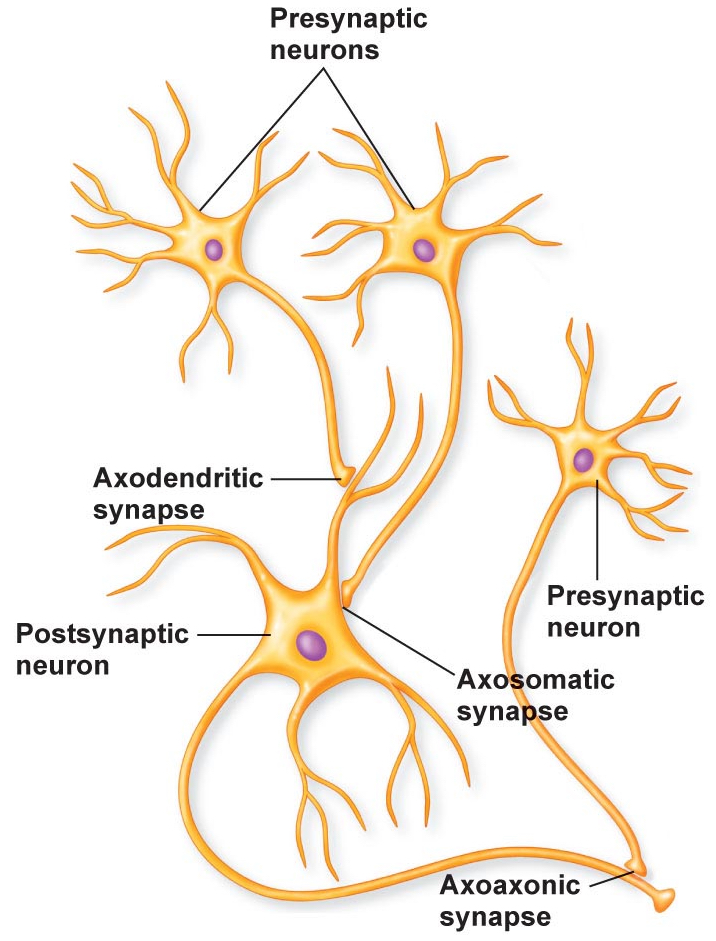 Presynaptic
neurons
Axodendritic
synapse
Presynaptic
neuron
Postsynaptic
neuron
Axosomatic
synapse
Axoaxonic
synapse